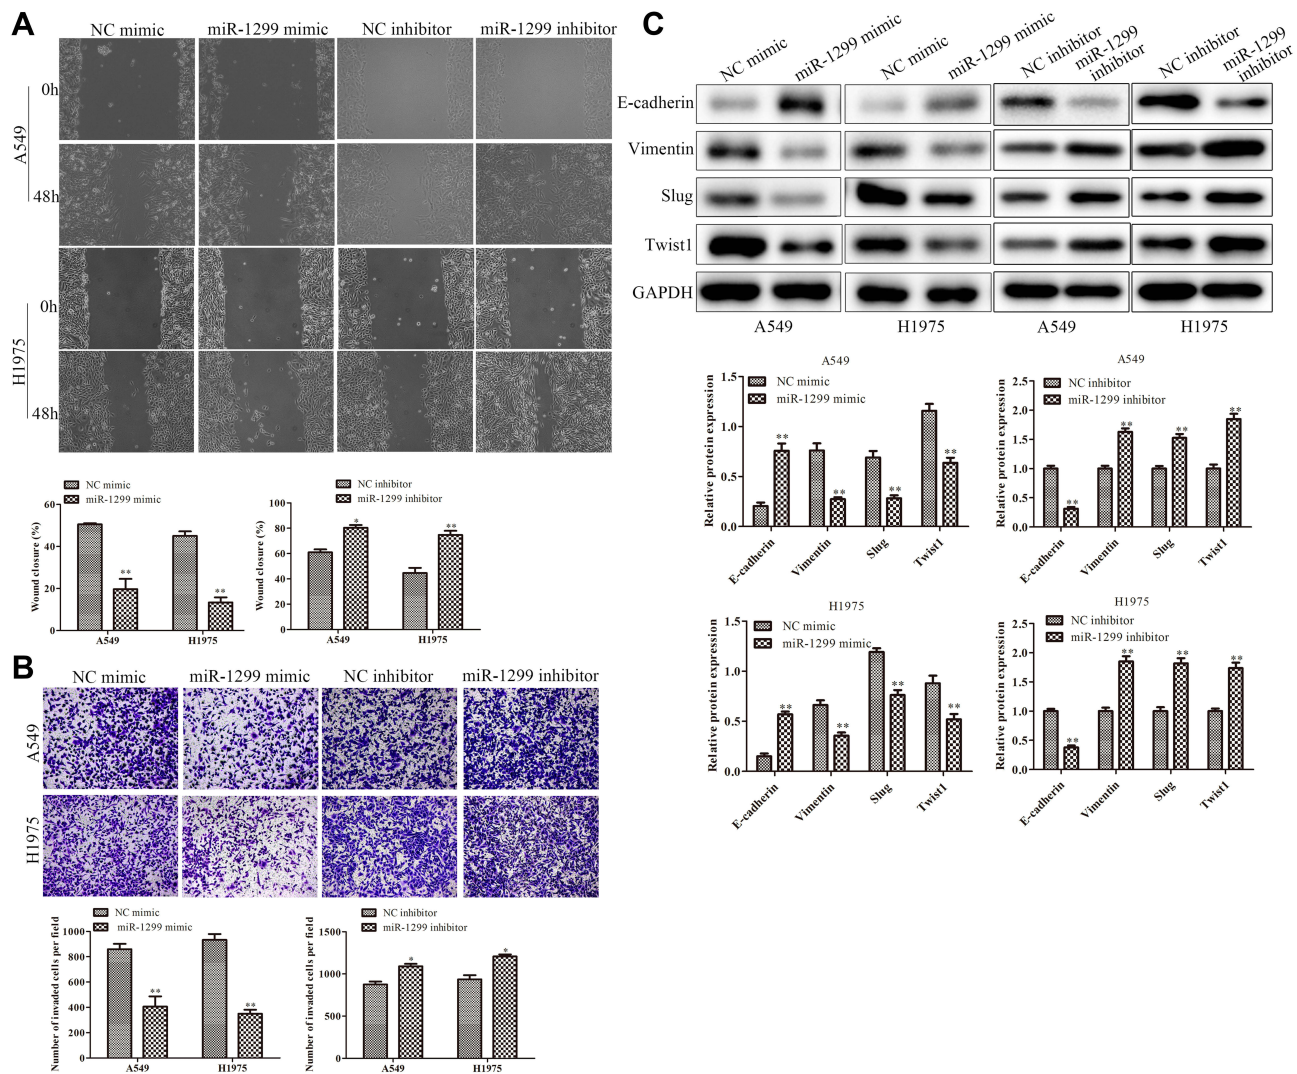 A
NC mimic
miR-1299 mimic
NC inhibitor
miR-1299 inhibitor
0h
A549
48h
0h
H1975
48h
NC mimic
miR-1299 mimic
Wound closure (%)
60
40
20
0
A549
H1975
NC inhibitor
miR-1299 inhibitor
Wound closure (%)
100
80
60
40
20
0
A549
H1975
**
**
*
**
B
NC mimic
miR-1299 mimic
NC inhibitor
miR-1299 inhibitor
A549
H1975
NC mimic
miR-1299 mimic
Number of invaded cells per field
1000
800
600
400
200
0
A549
H1975
**
**
NC inhibitor
miR-1299 inhibitor
Number of invaded cells per field
1500
1000
500
0
A549
H1975
*
*
C
NC mimic
miR-1299 mimic
NC mimic
miR-1299 mimic
NC inhibitor
miR-1299
inhibitor
NC inhibitor
miR-1299
inhibitor
E-cadherin
Vimentin
Slug
Twist1
GAPDH
A549
H1975
A549
H1975
A549
NC mimic
miR-1299 mimic
Relative protein expression
1.5
1.0
0.5
0.0
**
**
**
**
E-cadherin
Vimentin
Slug
Twist1
A549
NC inhibitor
miR-1299 inhibitor
Relative protein expression
2.5
2.0
1.5
1.0
0.5
0.0
**
**
**
**
E-cadherin
Vimentin
Slug
Twist1
H1975
NC mimic
miR-1299 mimic
Relative protein expression
1.5
1.0
0.5
0.0
**
**
**
**
E-cadherin
Vimentin
Slug
Twist1
H1975
NC inhibitor
miR-1299 inhibitor
Relative protein expression
2.5
2.0
1.5
1.0
0.5
0.0
**
**
**
**
E-cadherin
Vimentin
Slug
Twist1